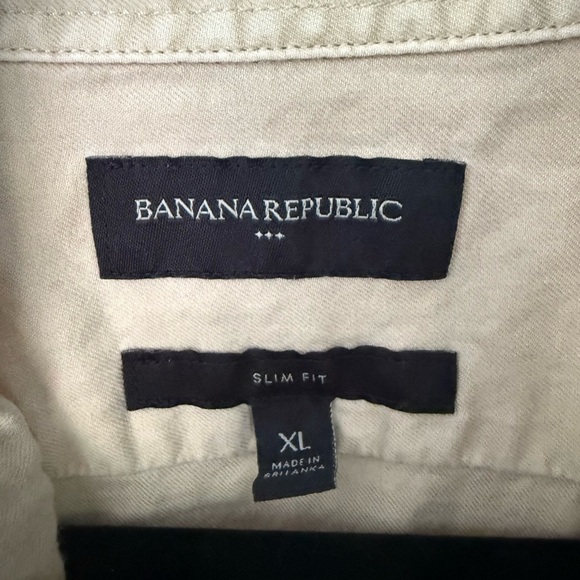 BANANA REPUBLIC
SLIM FIT
XL
MADE IN
SRI LANKA